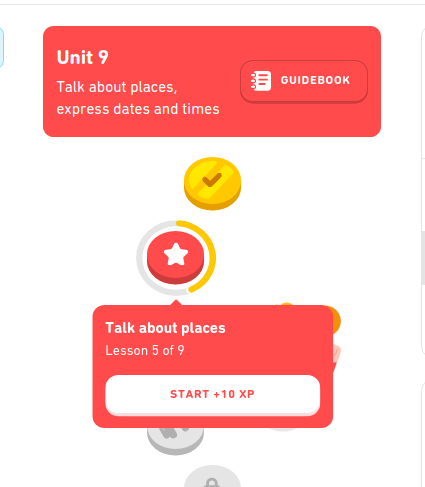 Unit 9
Talk about places,
express dates and times
GUIDEBOOK
Talk about places
Lesson 5 of 9
START +10 XP